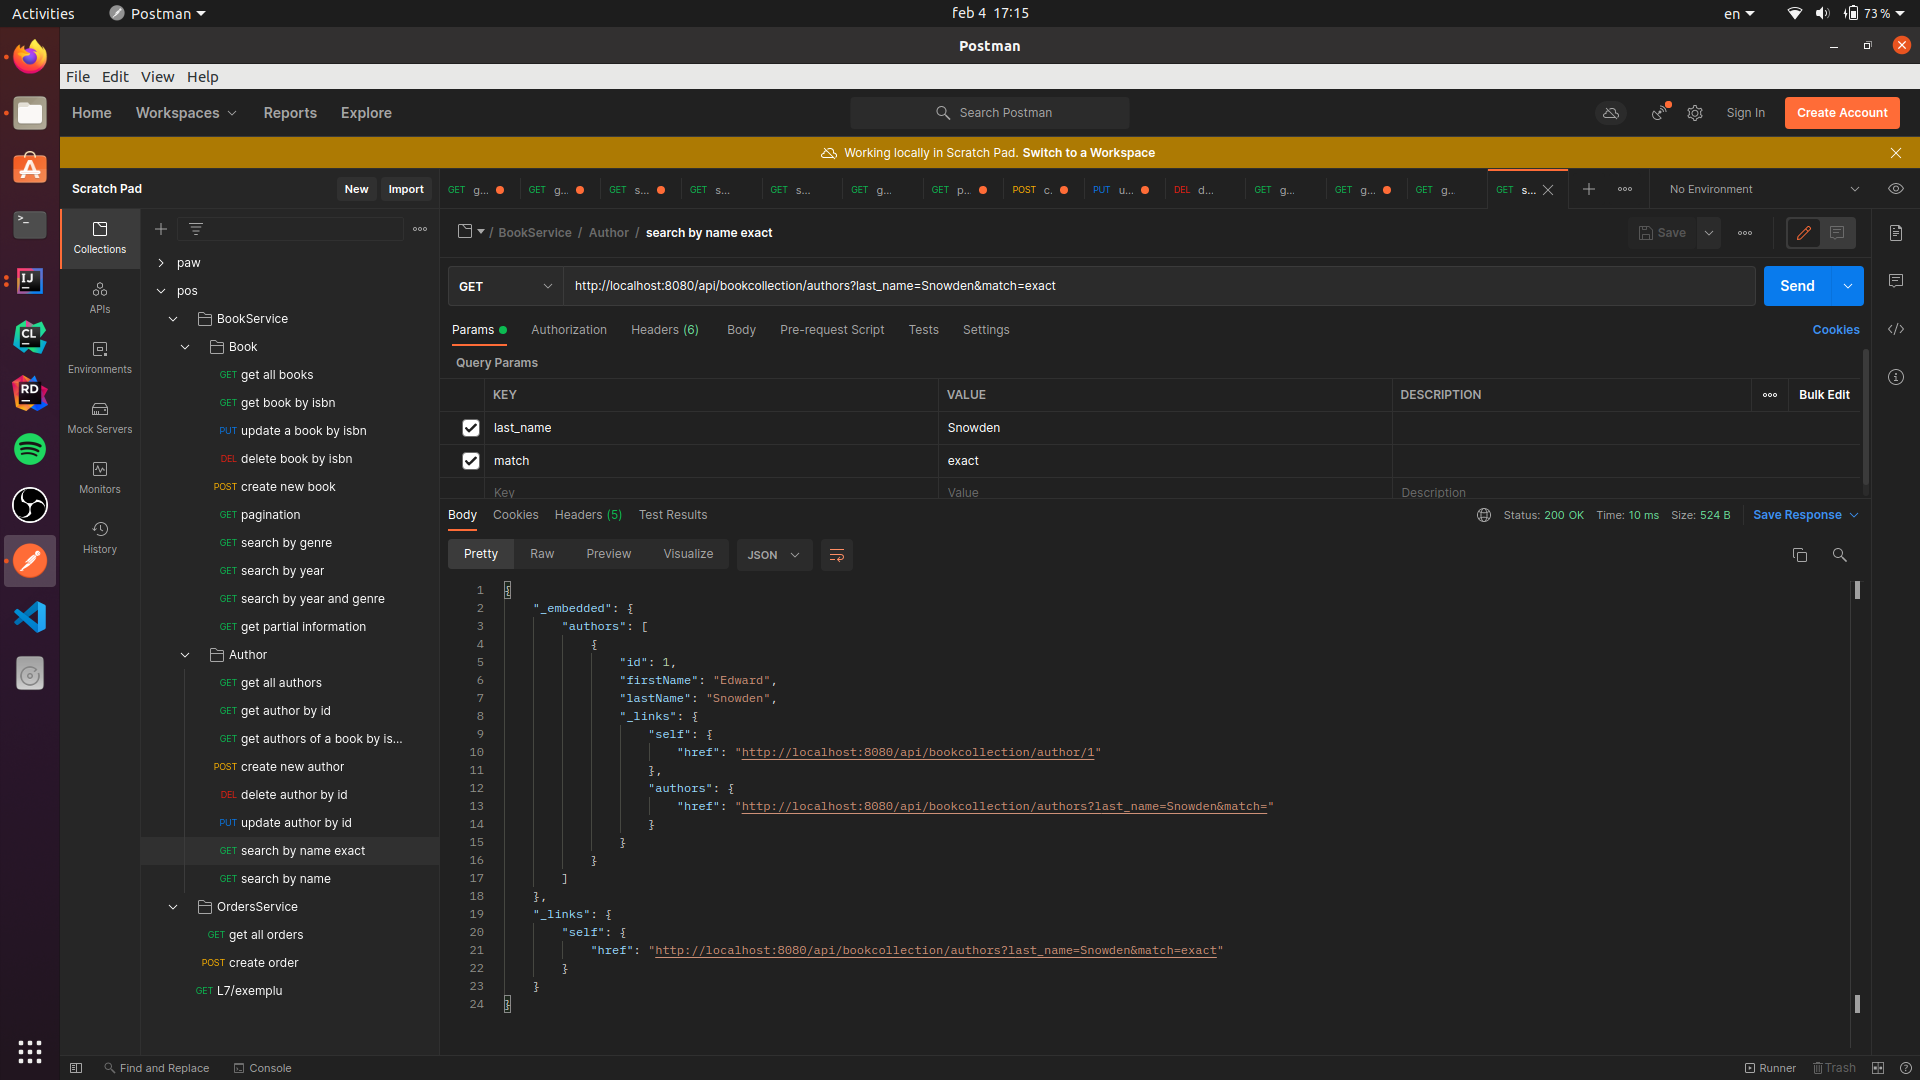 Activities
Postman
feb 4 17:15
en
73 %
Postman
File Edit View Help
Home Workspaces Reports Explore
Search Postman
Sign In
Create Account
Working locally in Scratch Pad. Switch to a Workspace
Scratch Pad
New
Import
GET g...
GET g...
GET s...
GET s...
GET s...
GET g...
GET p...
POST c.
PUT u...
DEL d...
GET g...
GET g...
GET g.
GET s...
No Environment
Collections
APIs
Environments
Mock Servers
Monitors
History
paw
pos
BookService
Book
GET get all books
GET get book by isbn
PUT update a book by isbn
DEL delete book by isbn
POST create new book
GET pagination
GET search by genre
GET search by year
GET search by year and genre
GET get partial information
Author
GET get all authors
GET get author by id
GET get authors of a book by is...
POST create new author
DEL delete author by id
PUT update author by id
GET search by name exact
GET search by name
OrdersService
GET get all orders
POST create order
GET L7/exemplu
/ BookService / Author / search by name exact
Save
GET
http://localhost:8080/api/bookcollection/authors?last_name=Snowden&match=exact
Send
Params Authorization Headers (6) Body Pre-request Script Tests Settings
Cookies
Query Params
KEY VALUE DESCRIPTION
Bulk Edit
last_name Snowden
match exact
Key Value Description
Body Cookies Headers (5) Test Results
Status: 200 OK Time: 10 ms Size: 524 B
Save Response
Pretty Raw Preview Visualize
JSON
1 {
2 "_embedded": {
3 "authors": [
4 {
5 "id": 1,
6 "firstName": "Edward",
7 "lastName": "Snowden",
8 "_links": {
9 "self": {
10 "href": "http://localhost:8080/api/bookcollection/author/1"
11 },
12 "authors": {
13 "href": "http://localhost:8080/api/bookcollection/authors?last_name=Snowden&match="
14 }
15 }
16 }
17 ]
18 },
19 "_links": {
20 "self": {
21 "href": "http://localhost:8080/api/bookcollection/authors?last_name=Snowden&match=exact"
22 }
23 }
24 }
Find and Replace
Console
Runner
Trash